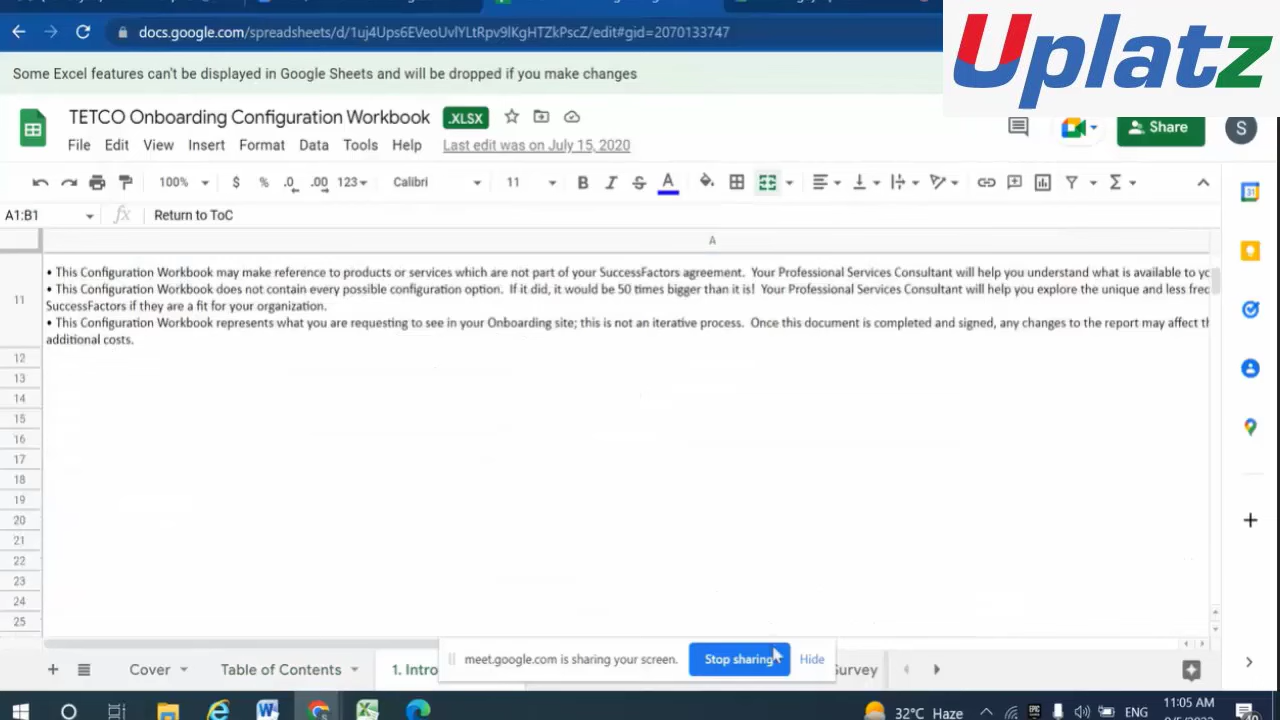 docs.google.com/spreadsheets/d/1uj4Ups6EVeoUvlYLtRpv9lKgHTZkPscZ/edit#gid=2070133747
Uplatz
Some Excel features can't be displayed in Google Sheets and will be dropped if you make changes
TETCO Onboarding Configuration Workbook .XLSX
Share
S
File Edit View Insert Format Data Tools Help Last edit was on July 15, 2020
100% $ % .0 .00 123 Calibri 11 B I S A
31
A1:B1 fx Return to ToC
A
• This Configuration Workbook may make reference to products or services which are not part of your SuccessFactors agreement. Your Professional Services Consultant will help you understand what is available to
11 • This Configuration Workbook does not contain every possible configuration option. If it did, it would be 50 times bigger than it is! Your Professional Services Consultant will help you explore the unique and less
SuccessFactors if they are a fit for your organization.
• This Configuration Workbook represents what you are requesting to see in your Onboarding site; this is not an iterative process. Once this document is completed and signed, any changes to the report may affect
additional costs.
12
13
14
15
16
17
18
19
20
21
22
23
24
25
Cover Table of Contents 1. Intro meet.google.com is sharing your screen. Stop sharing Hide urvey
32°C Haze ENG 11:05 AM